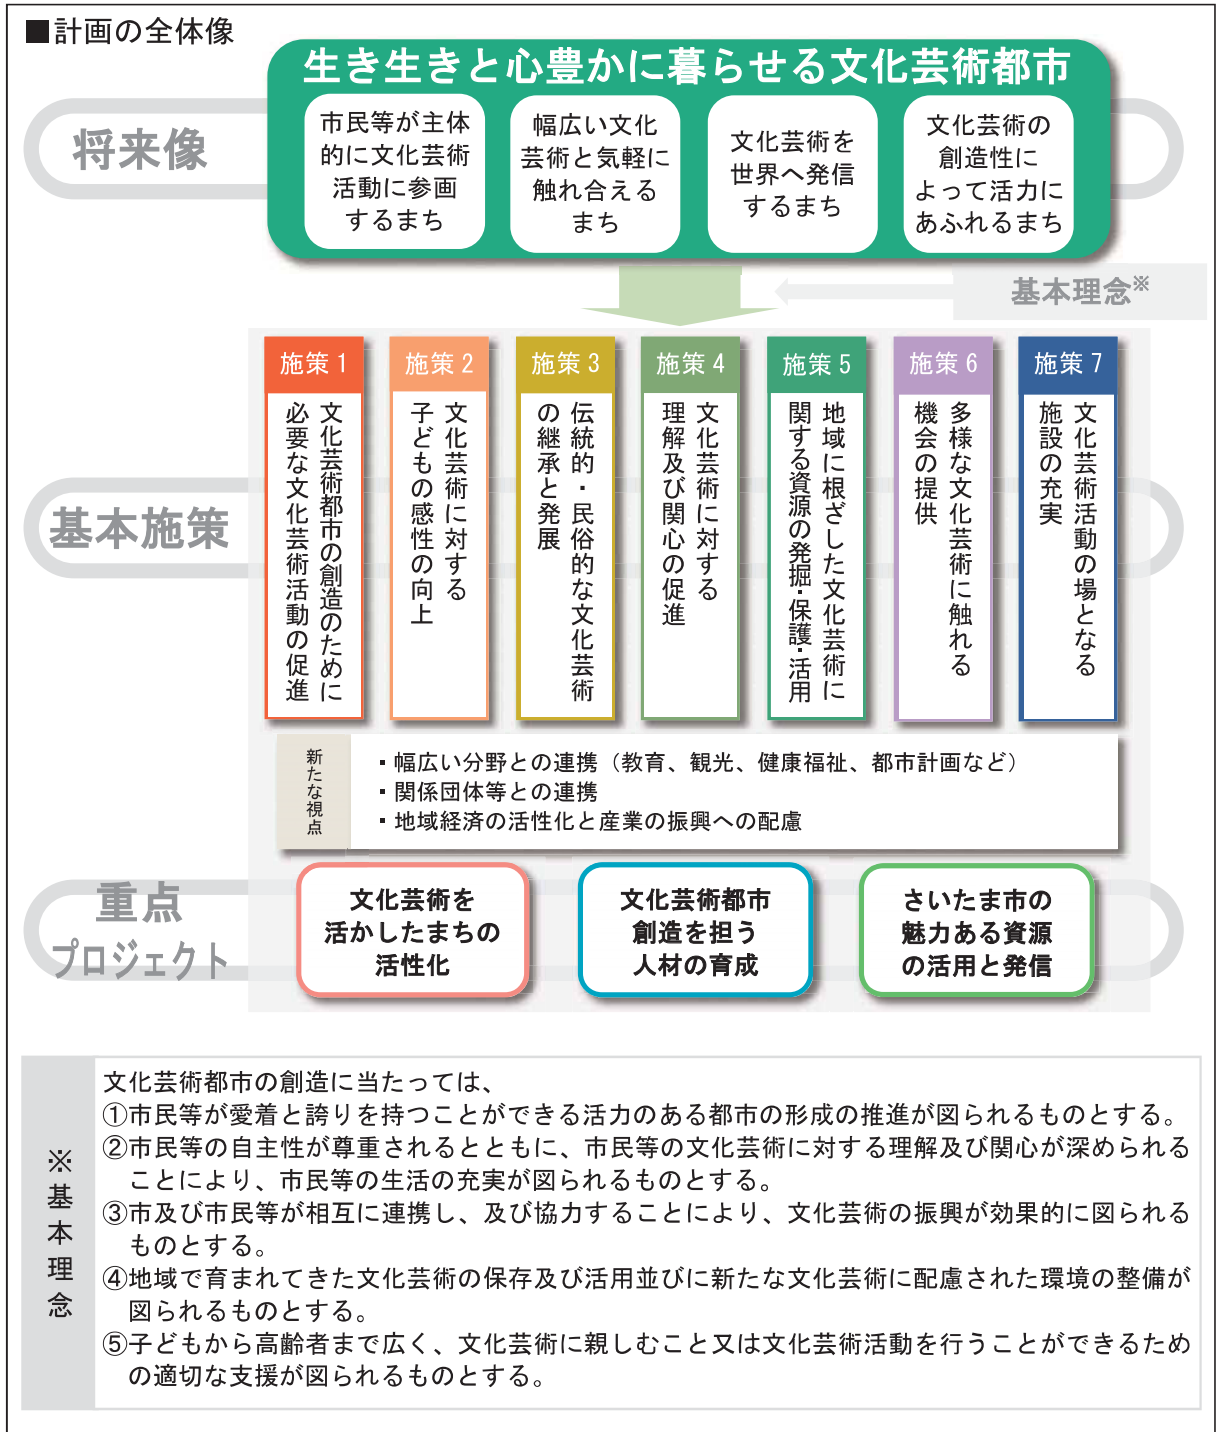 ■計画の全体像
生き生きと心豊かに暮らせる文化芸術都市
将来像
市民等が主体
的に文化芸術
活動に参画
するまち
幅広い文化
芸術と気軽に
触れ合える
まち
文化芸術を
世界へ発信
するまち
文化芸術の
創造性に
よって活力に
あふれるまち
基本理念※
基本施策
施策1
文化芸術都市の創造のために
必要な文化芸術活動の促進
施策2
文化芸術に対する
子どもの感性の向上
施策3
伝統的・民俗的な文化芸術
の継承と発展
施策4
文化芸術に対する
理解及び関心の促進
施策5
地域に根ざした文化芸術に
関する資源の発掘・保護・活用
施策6
多様な文化芸術に触れる
機会の提供
施策7
文化芸術活動の場となる
施設の充実
新たな視点
・幅広い分野との連携（教育、観光、健康福祉、都市計画など）
・関係団体等との連携
・地域経済の活性化と産業の振興への配慮
重点
プロジェクト
文化芸術を
活かしたまちの
活性化
文化芸術都市
創造を担う
人材の育成
さいたま市の
魅力ある資源
の活用と発信
※基本理念
文化芸術都市の創造に当たっては、
①市民等が愛着と誇りを持つことができる活力のある都市の形成の推進が図られるものとする。
②市民等の自主性が尊重されるとともに、市民等の文化芸術に対する理解及び関心が深められる
ことにより、市民等の生活の充実が図られるものとする。
③市及び市民等が相互に連携し、及び協力することにより、文化芸術の振興が効果的に図られる
ものとする。
④地域で育まれてきた文化芸術の保存及び活用並びに新たな文化芸術に配慮された環境の整備が
図られるものとする。
⑤子どもから高齢者まで広く、文化芸術に親しむこと又は文化芸術活動を行うことができるため
の適切な支援が図られるものとする。